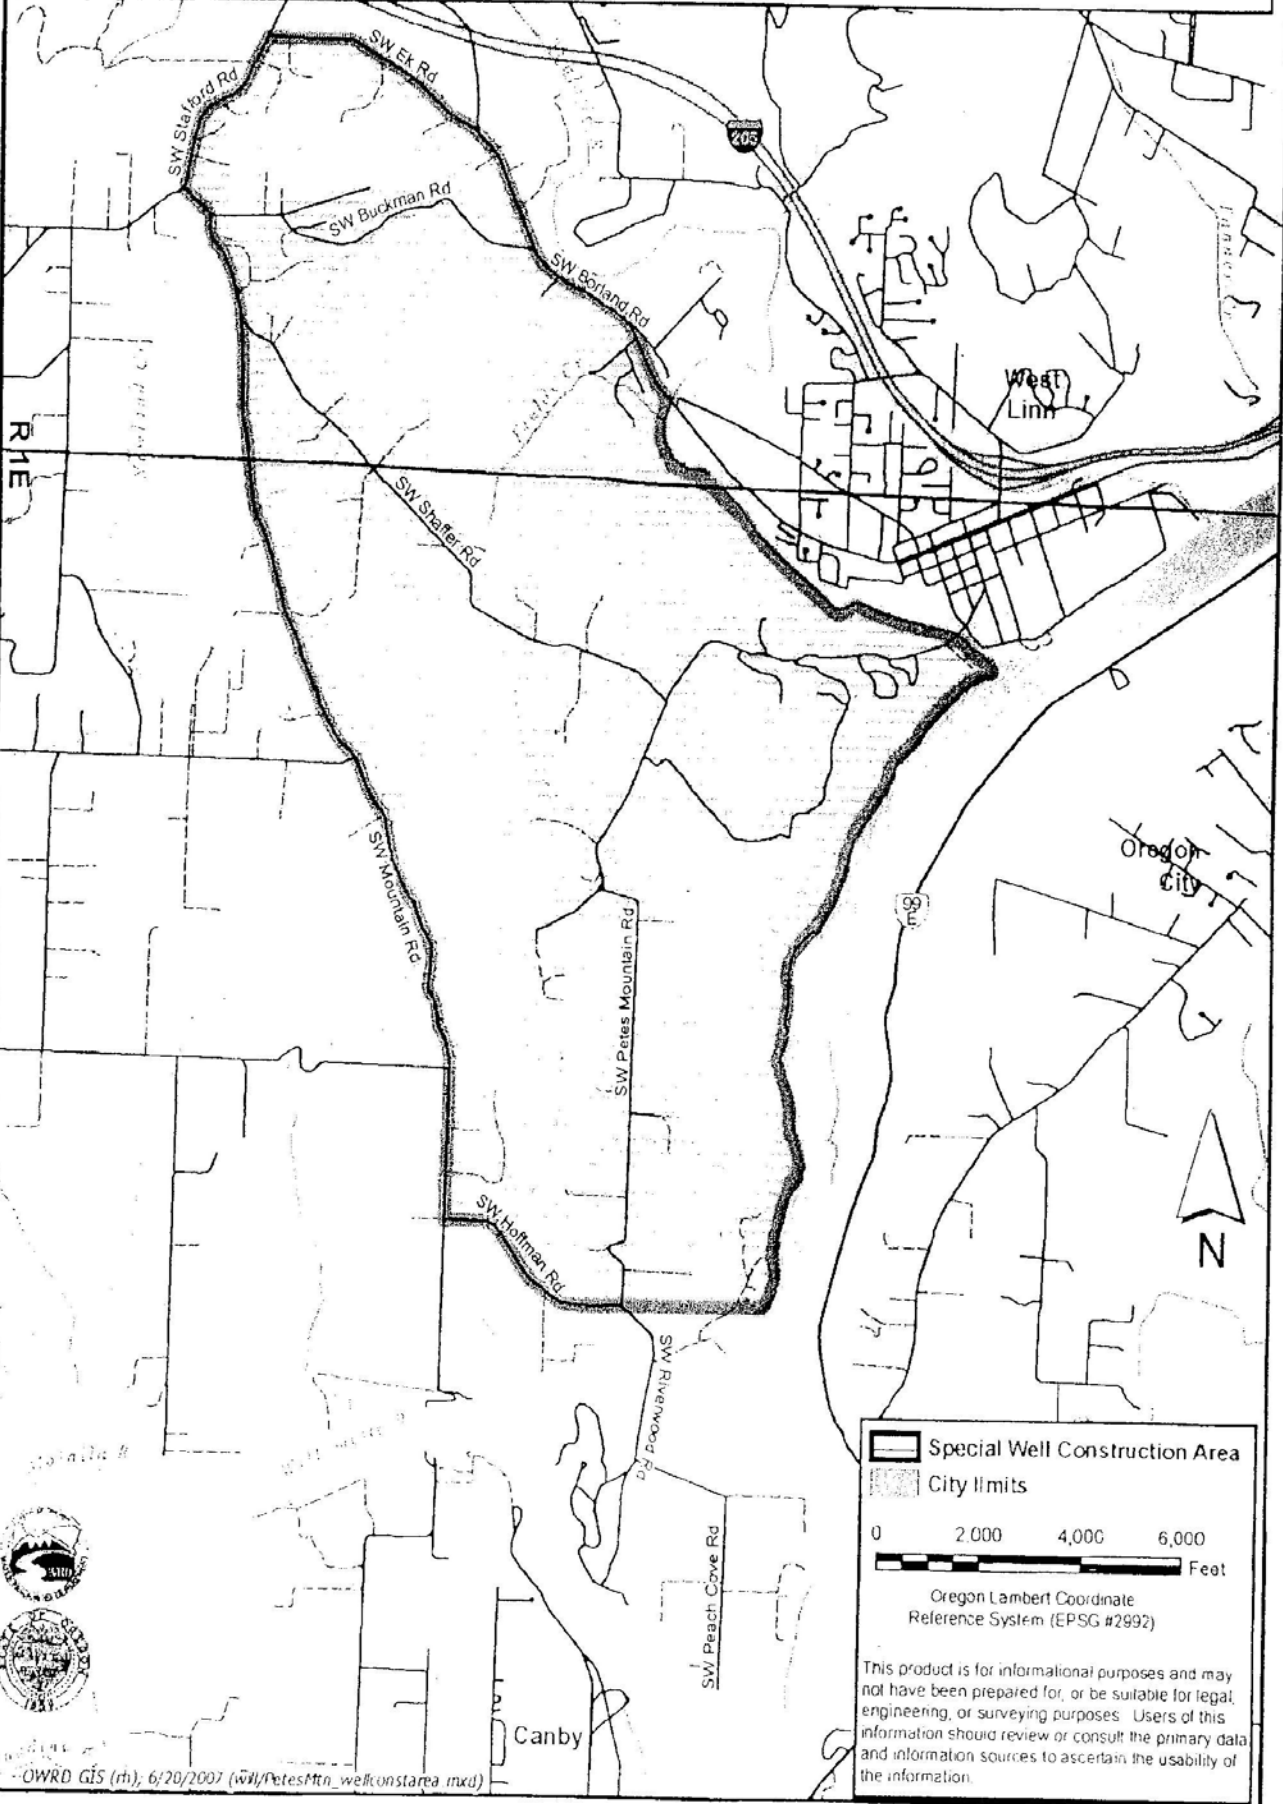 SW Ek Rd
SW Stafford Rd
205
SW Buckman Rd
SW Borland Rd
West
Linn
R1E
SW Shaffer Rd
SW Mountain Rd
Oregon
City
99
E
SW Petes Mountain Rd
N
SW Hoffman Rd
SW Riverwood Rd
SW Peach Cove Rd
Canby
Special Well Construction Area
City limits
0 2,000 4,000 6,000
Feet
Oregon Lambert Coordinate
Reference System (EPSG #2992)
This product is for informational purposes and may
not have been prepared for, or be suitable for legal,
engineering, or surveying purposes. Users of this
information should review or consult the primary data
and information sources to ascertain the usability of
the information.
OWRD GIS (rh), 6/20/2007 (will/PetesMtn_wellconstarea.mxd)